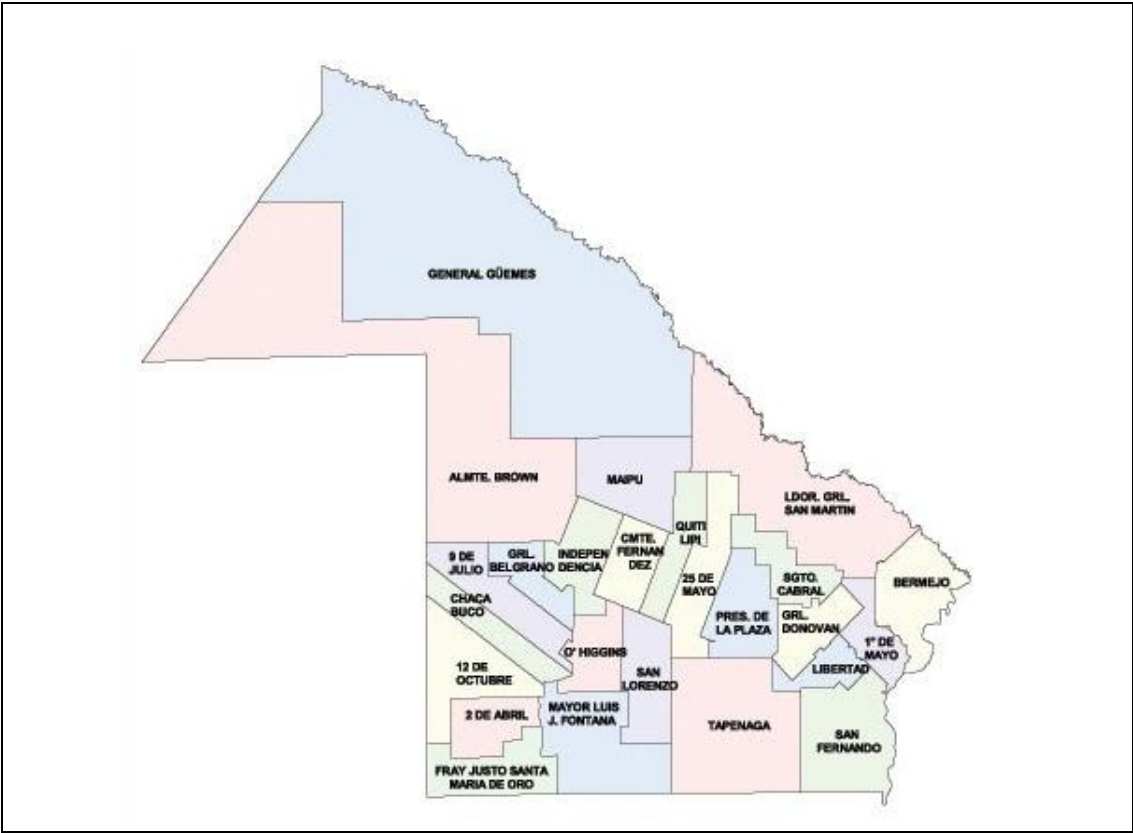 GENERAL GÜEMES
ALMTE. BROWN
MAIPU
LDOR. GRL.
SAN MARTIN
QUITI
LIPI
CMTE.
FERNAN
DEZ
INDEPEN
DENCIA
GRL.
BELGRANO
9 DE
JULIO
CHACA
BUCO
25 DE
MAYO
SGTO.
CABRAL
BERMEJO
PRES. DE
LA PLAZA
GRL.
DONOVAN
1° DE
MAYO
LIBERTAD
O' HIGGINS
SAN
LORENZO
12 DE
OCTUBRE
2 DE ABRIL
MAYOR LUIS
J. FONTANA
TAPENAGA
SAN
FERNANDO
FRAY JUSTO SANTA
MARIA DE ORO